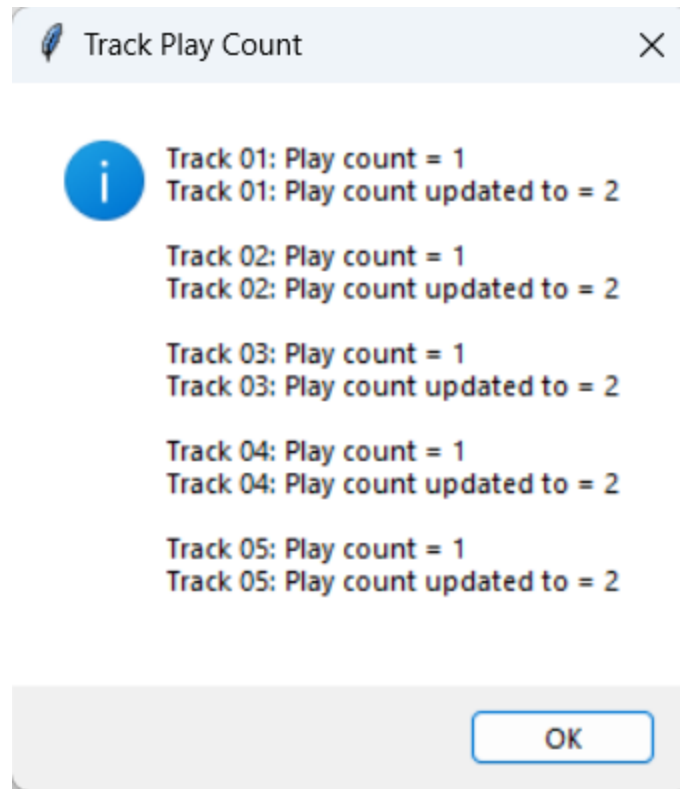 Track Play Count
Track 01: Play count = 1
Track 01: Play count updated to = 2
Track 02: Play count = 1
Track 02: Play count updated to = 2
Track 03: Play count = 1
Track 03: Play count updated to = 2
Track 04: Play count = 1
Track 04: Play count updated to = 2
Track 05: Play count = 1
Track 05: Play count updated to = 2
OK